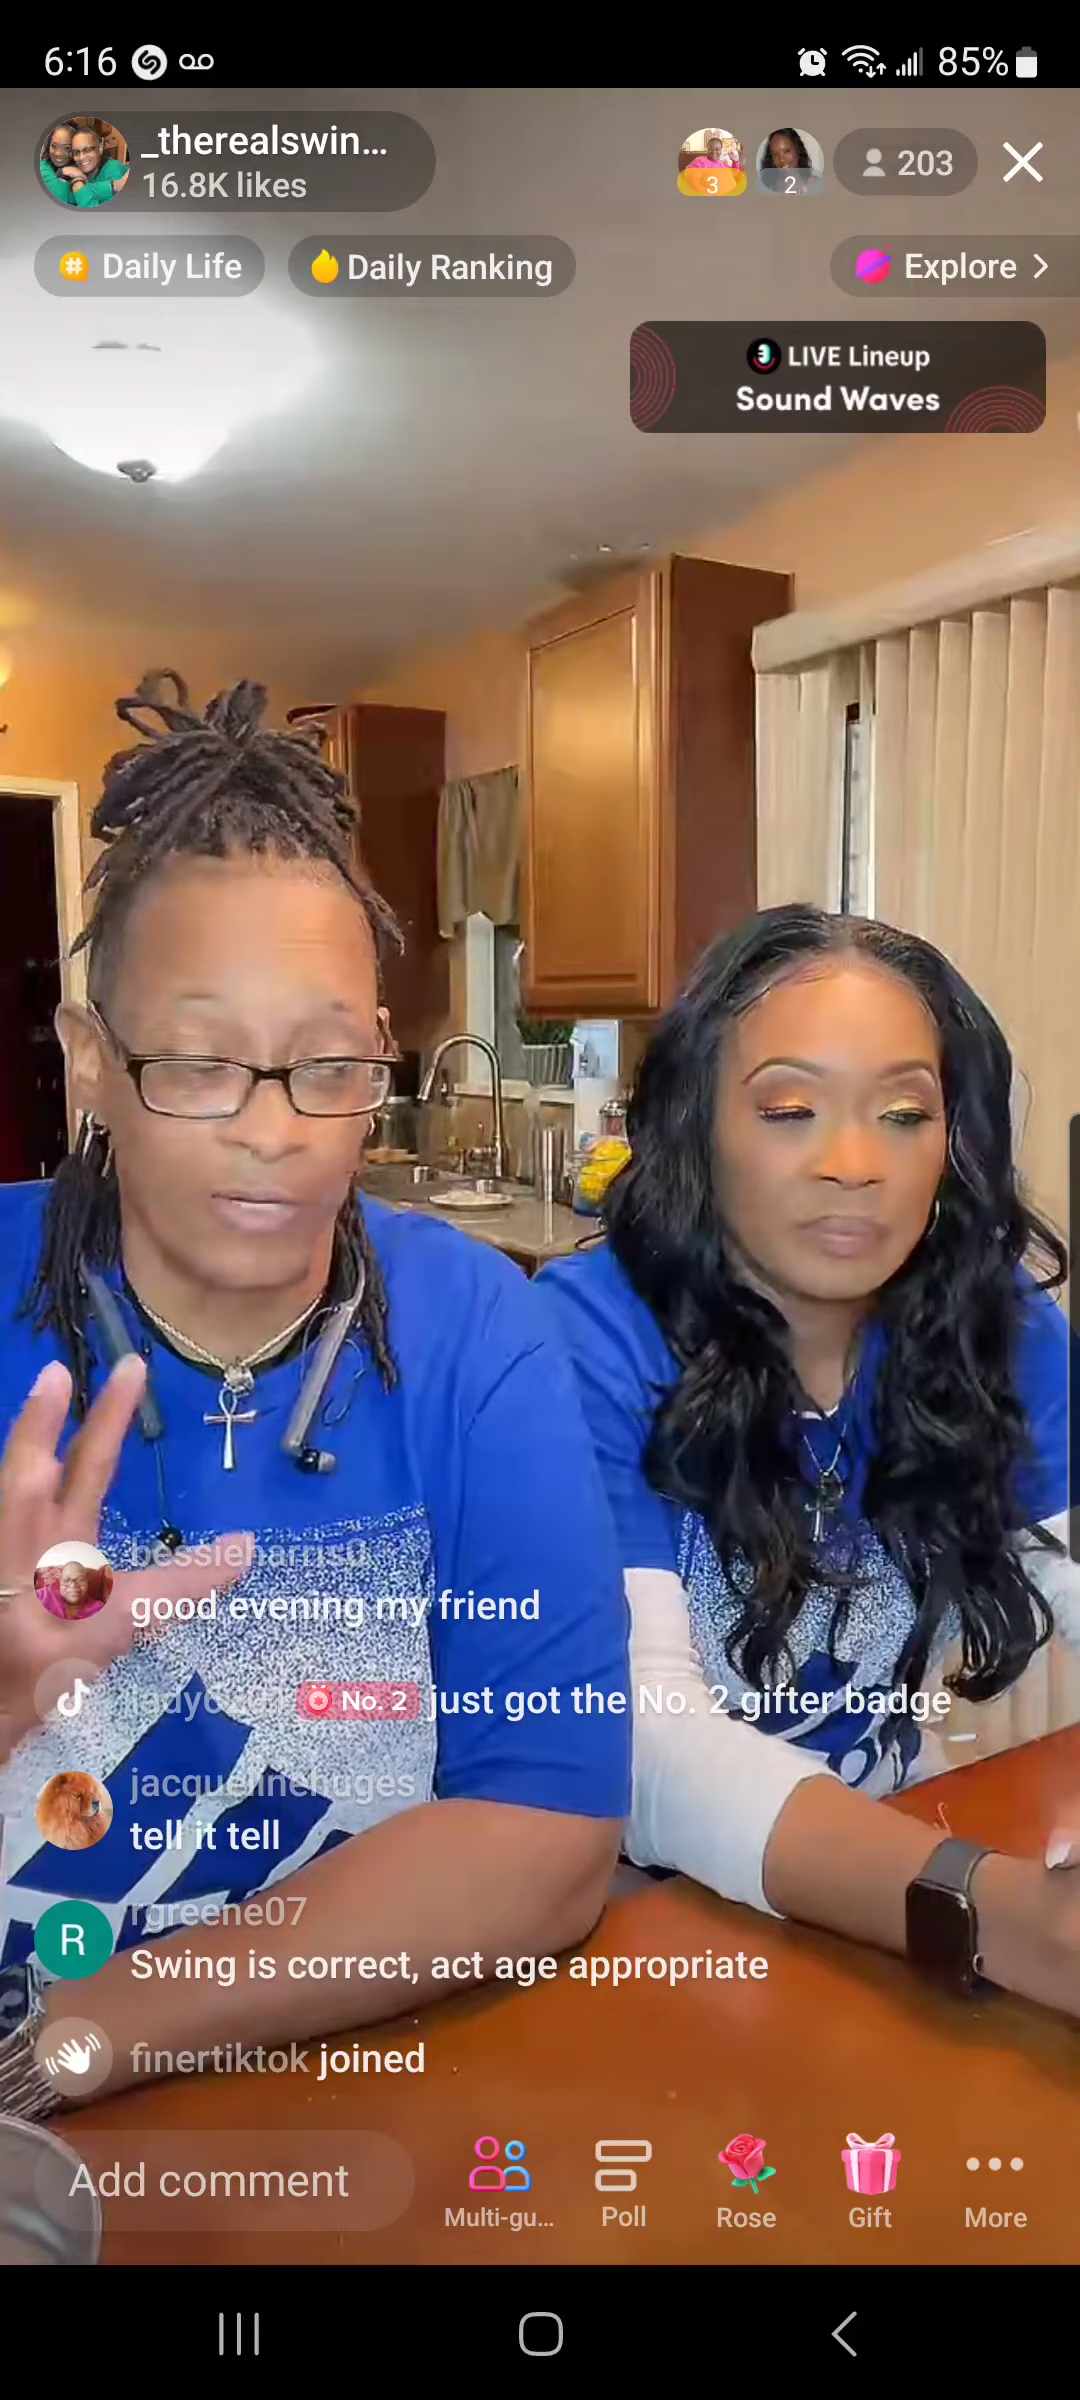 6:16 85%
_therealswin...
16.8K likes
3 2 203
Daily Life Daily Ranking Explore
LIVE Lineup
Sound Waves
bessieharris0
good evening my friend
No. 2 just got the No. 2 gifter badge
jacquelinehuges
tell it tell
R rgreene07
Swing is correct, act age appropriate
finertiktok joined
Add comment
Multi-gu... Poll Rose Gift More